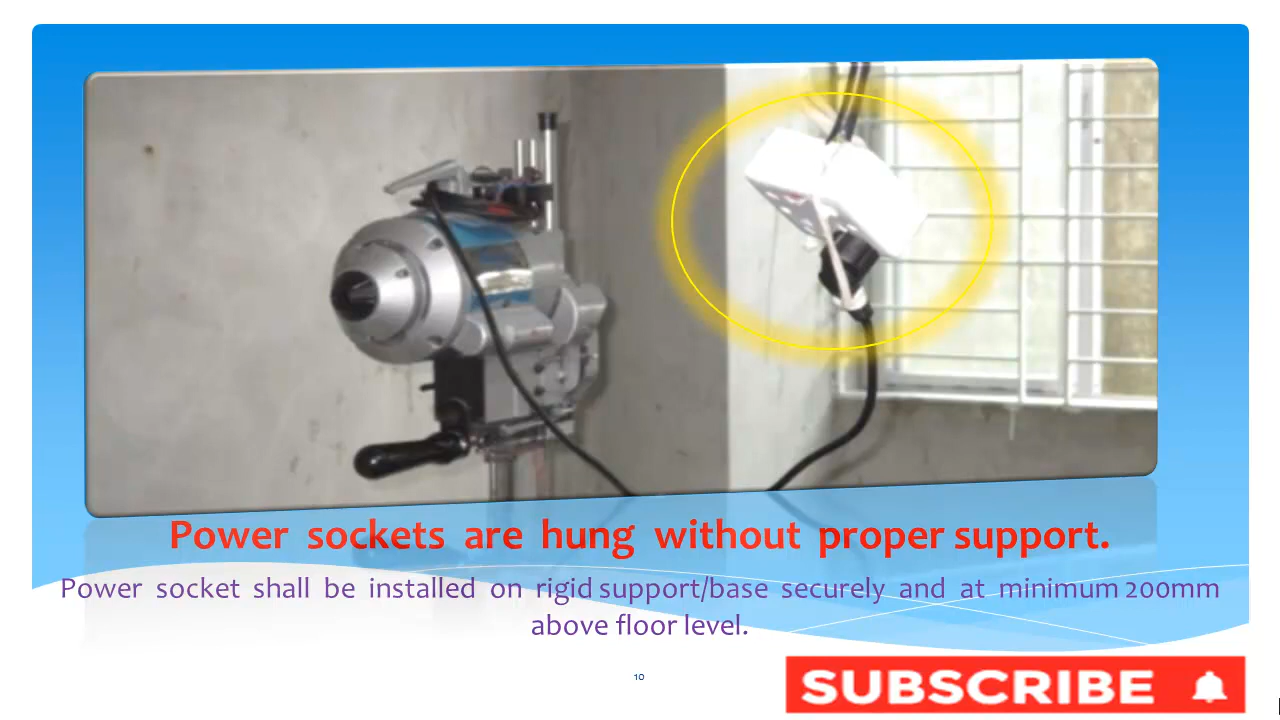 Power sockets are hung without proper support.
Power socket shall be installed on rigid support/base securely and at minimum 200mm
above floor level.
10
SUBSCRIBE